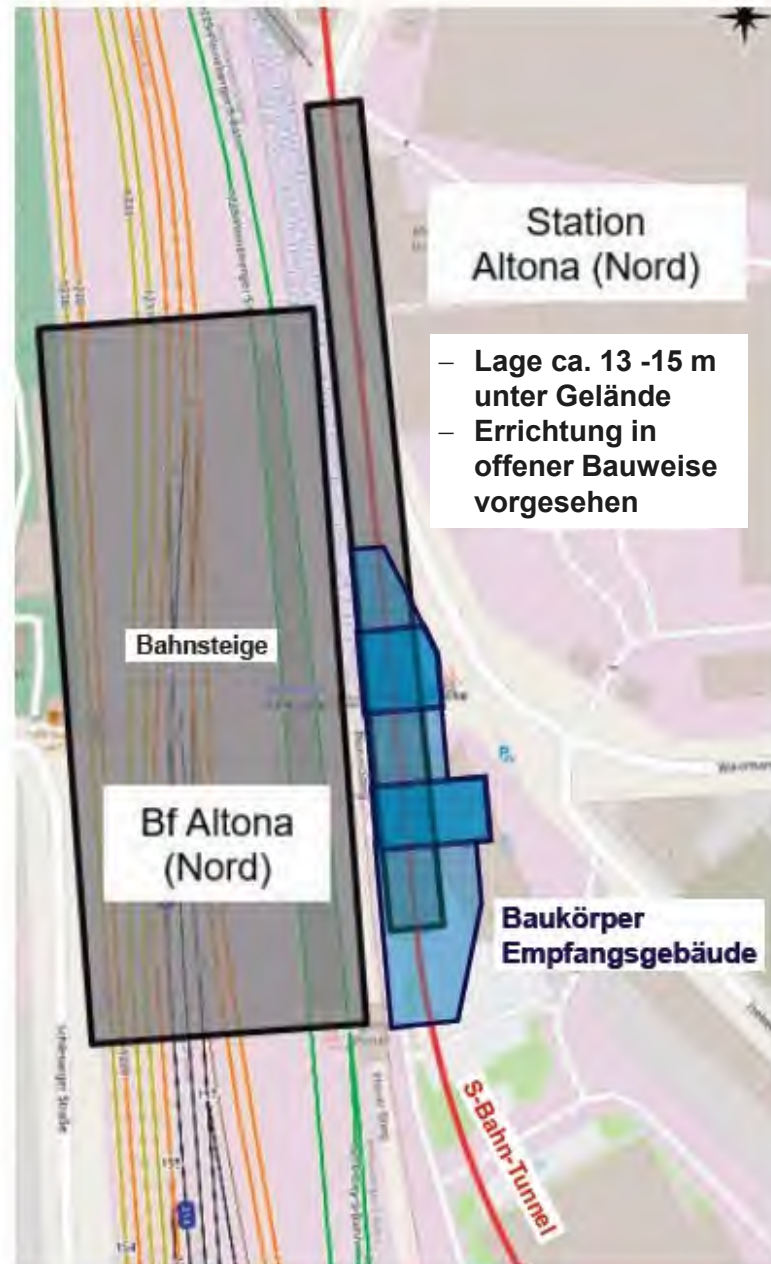 Station
Altona (Nord)
– Lage ca. 13 -15 m
unter Gelände
– Errichtung in
offener Bauweise
vorgesehen
Bahnsteige
Bf Altona
(Nord)
Baukörper
Empfangsgebäude
S-Bahn-Tunnel
154